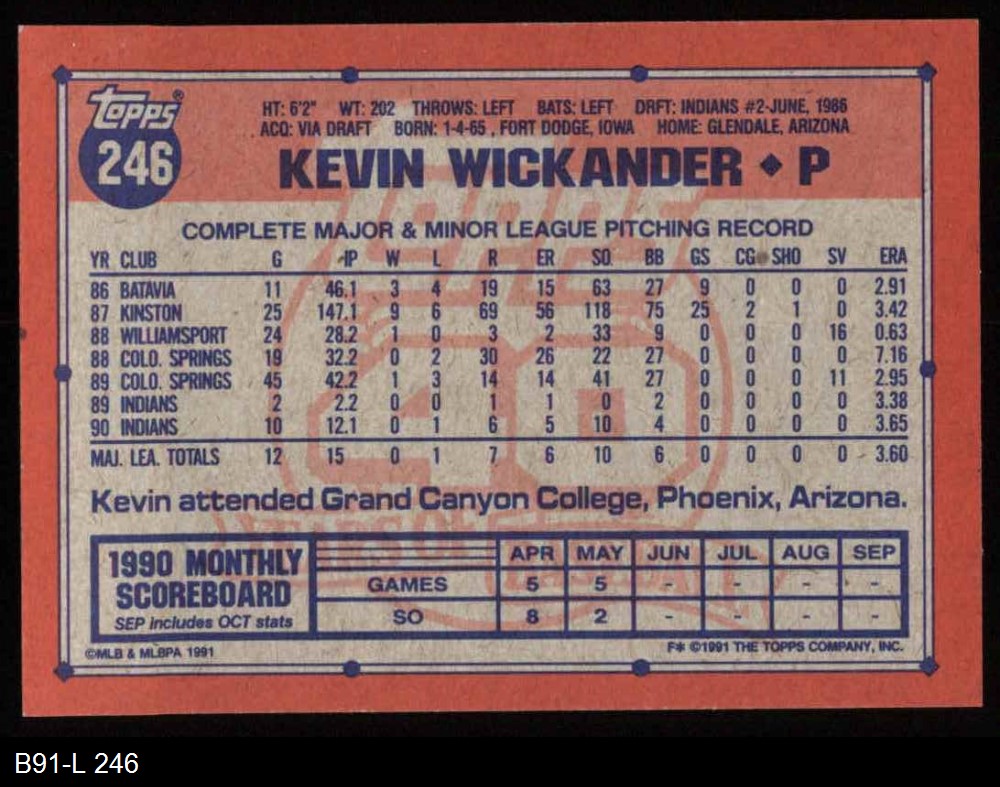 Topps®
246
HT: 6'2" WT: 202 THROWS: LEFT BATS: LEFT DRFT: INDIANS #2-JUNE, 1986
ACQ: VIA DRAFT BORN: 1-4-65 , FORT DODGE, IOWA HOME: GLENDALE, ARIZONA
KEVIN WICKANDER ◆ P
COMPLETE MAJOR & MINOR LEAGUE PITCHING RECORD
YR CLUB G IP W L R ER SO BB GS CG SHO SV ERA
86 BATAVIA 11 46.1 3 4 19 15 63 27 9 0 0 0 2.91
87 KINSTON 25 147.1 9 6 69 56 118 75 25 2 1 0 3.42
88 WILLIAMSPORT 24 28.2 1 0 3 2 33 9 0 0 0 16 0.63
88 COLO. SPRINGS 19 32.2 0 2 30 26 22 27 0 0 0 0 7.16
89 COLO. SPRINGS 45 42.2 1 3 14 14 41 27 0 0 0 11 2.95
89 INDIANS 2 2.2 0 0 1 1 0 2 0 0 0 0 3.38
90 INDIANS 10 12.1 0 1 6 5 10 4 0 0 0 0 3.65
MAJ. LEA. TOTALS 12 15 0 1 7 6 10 6 0 0 0 0 3.60
Kevin attended Grand Canyon College, Phoenix, Arizona.
Topps 40 YEARS OF BASEBALL
1990 MONTHLY
SCOREBOARD
SEP includes OCT stats
APR MAY JUN JUL AUG SEP
GAMES 5 5 - - - -
SO 8 2 - - - -
©MLB & MLBPA 1991
F* ©1991 THE TOPPS COMPANY, INC.
B91-L 246